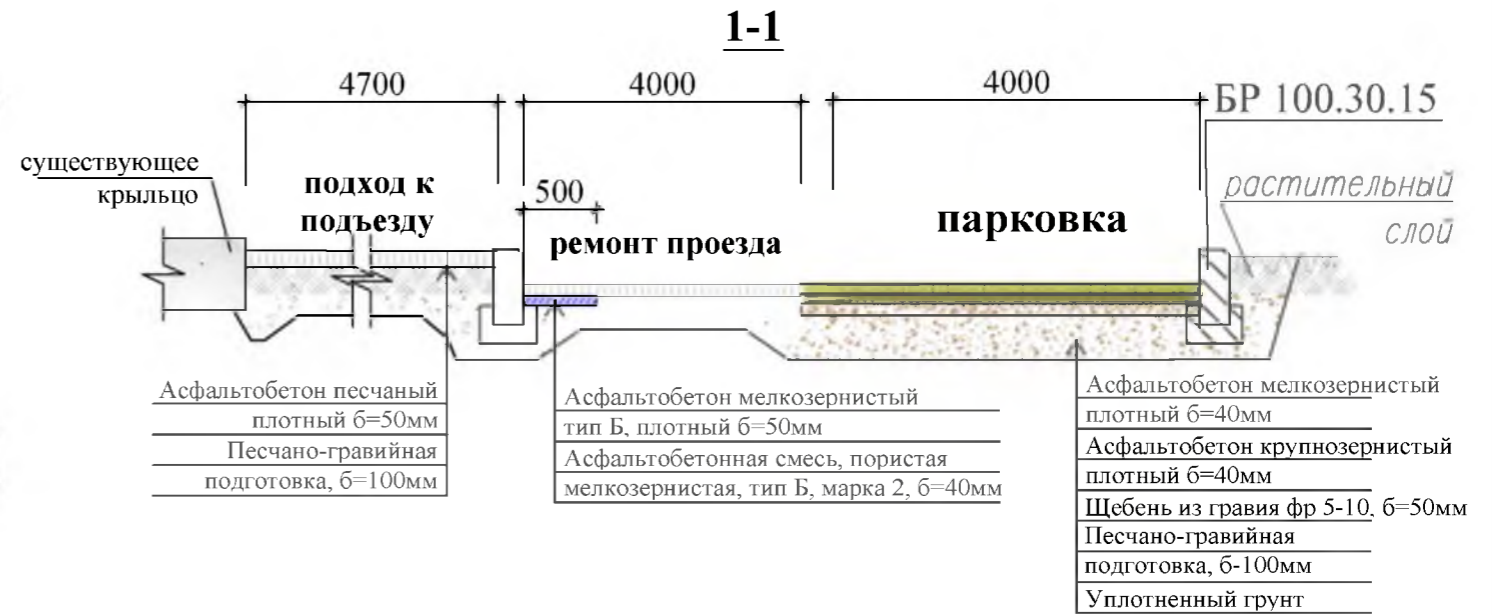 1-1
4700
4000
4000
БР 100.30.15
существующее
крыльцо
подход к
подъезду
500
ремонт проезда
парковка
растительный
слой
Асфальтобетон песчаный
плотный б=50мм
Песчано-гравийная
подготовка, б=100мм
Асфальтобетон мелкозернистый
тип Б, плотный б=50мм
Асфальтобетонная смесь, пористая
мелкозернистая, тип Б, марка 2, б=40мм
Асфальтобетон мелкозернистый
плотный б=40мм
Асфальтобетон крупнозернистый
плотный б=40мм
Щебень из гравия фр 5-10, б=50мм
Песчано-гравийная
подготовка, б-100мм
Уплотненный грунт